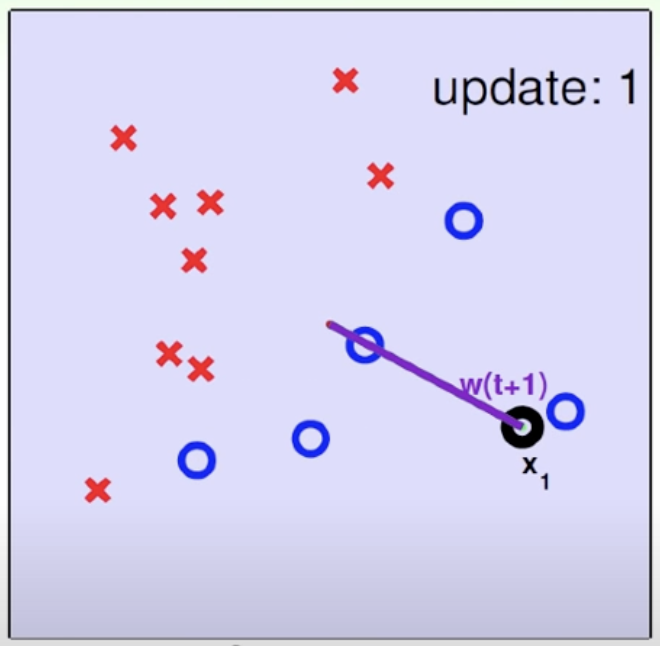 update: 1
w(t+1)
x₁